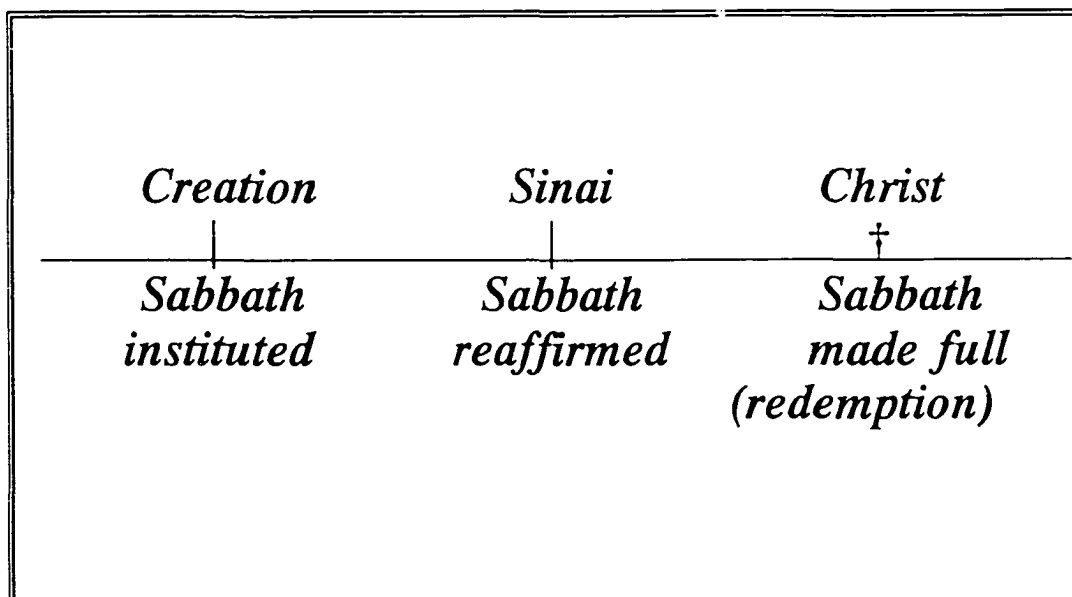 Creation Sinai Christ
†
Sabbath Sabbath Sabbath
instituted reaffirmed made full
(redemption)